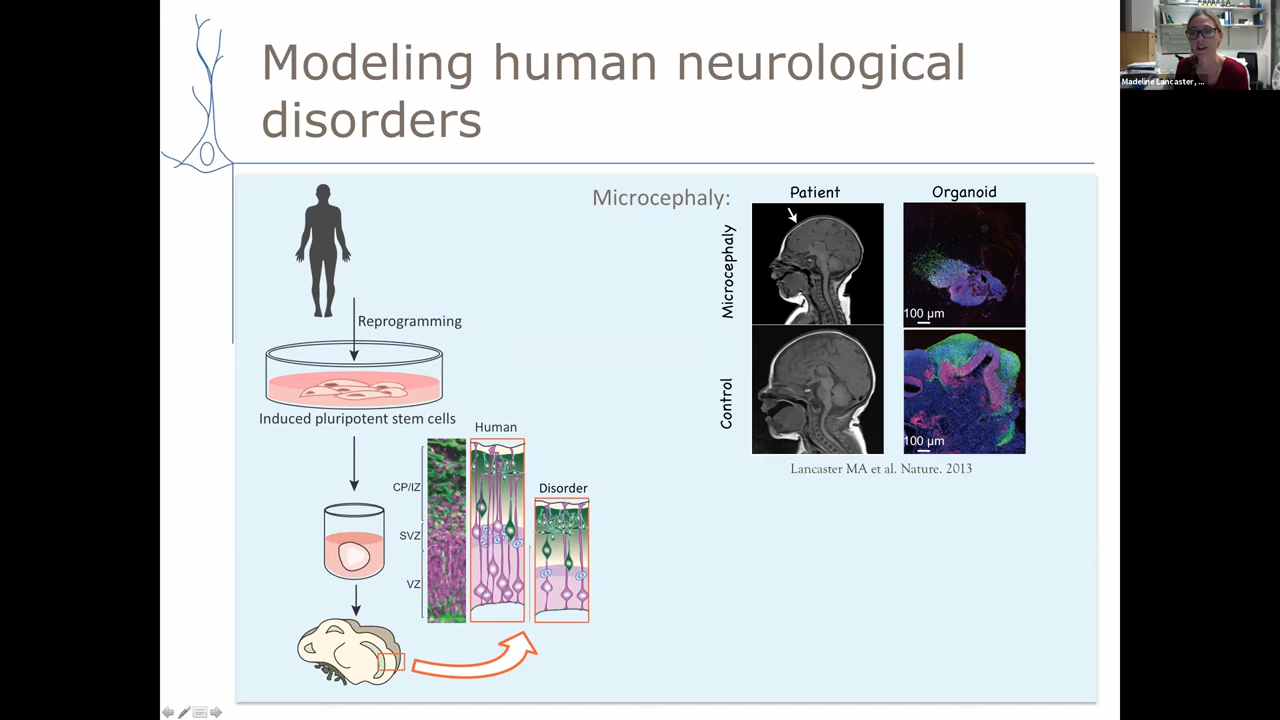 Modeling human neurological
disorders
Madeline Lancaster, ...
Microcephaly:
Patient
Organoid
Microcephaly
100 µm
Control
100 µm
Lancaster MA et al. Nature. 2013
Reprogramming
Induced pluripotent stem cells
Human
Disorder
CP/IZ
SVZ
VZ